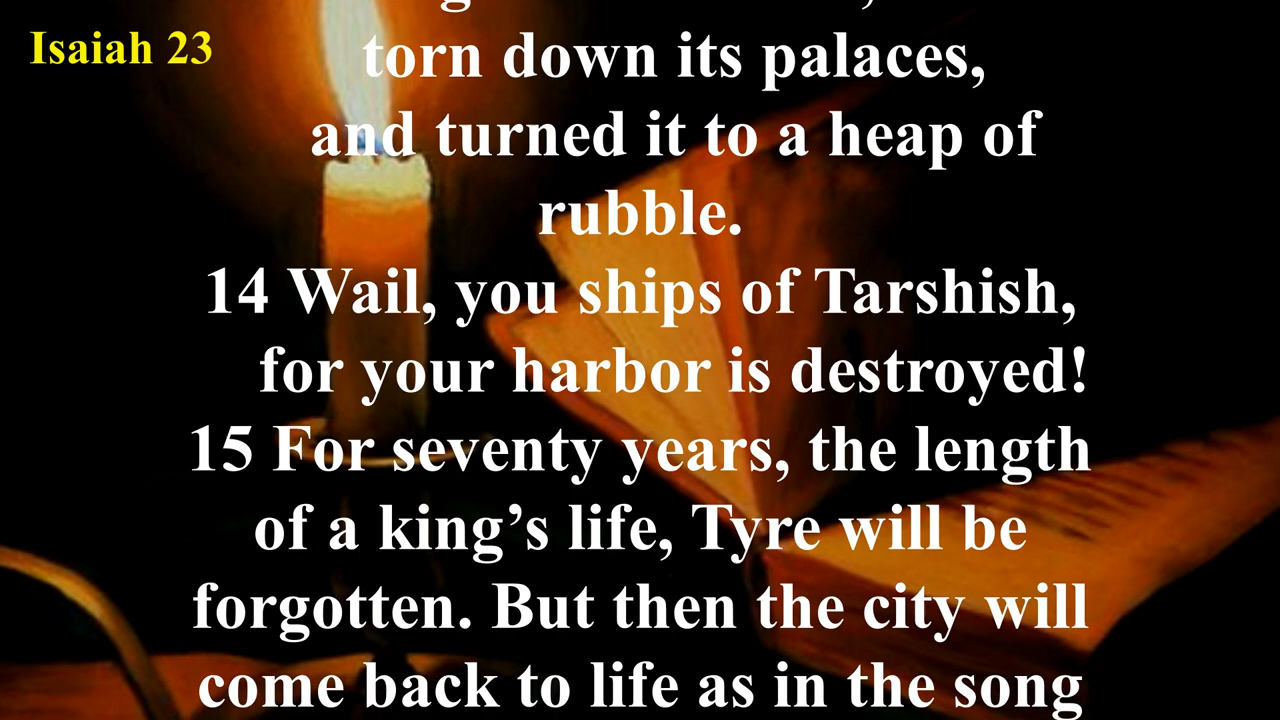 Isaiah 23
torn down its palaces,
and turned it to a heap of
rubble.
14 Wail, you ships of Tarshish,
for your harbor is destroyed!
15 For seventy years, the length
of a king’s life, Tyre will be
forgotten. But then the city will
come back to life as in the song